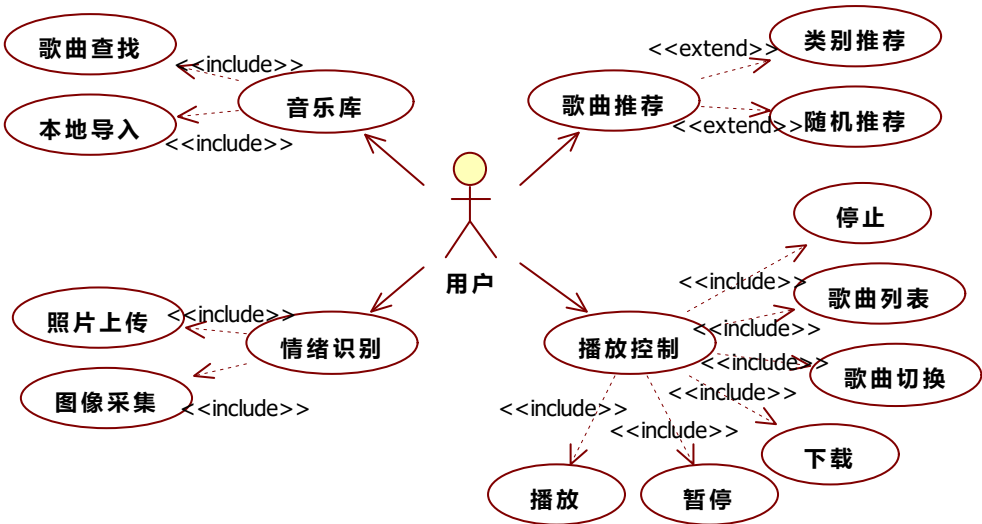 歌曲查找
<<include>>
音乐库
本地导入
<<include>>
<<extend>>
类别推荐
歌曲推荐
<<extend>>
随机推荐
用户
照片上传
<<include>>
情绪识别
图像采集
<<include>>
停止
<<include>>
歌曲列表
<<include>>
播放控制
<<include>>
歌曲切换
<<include>>
下载
<<include>>
<<include>>
播放
暂停